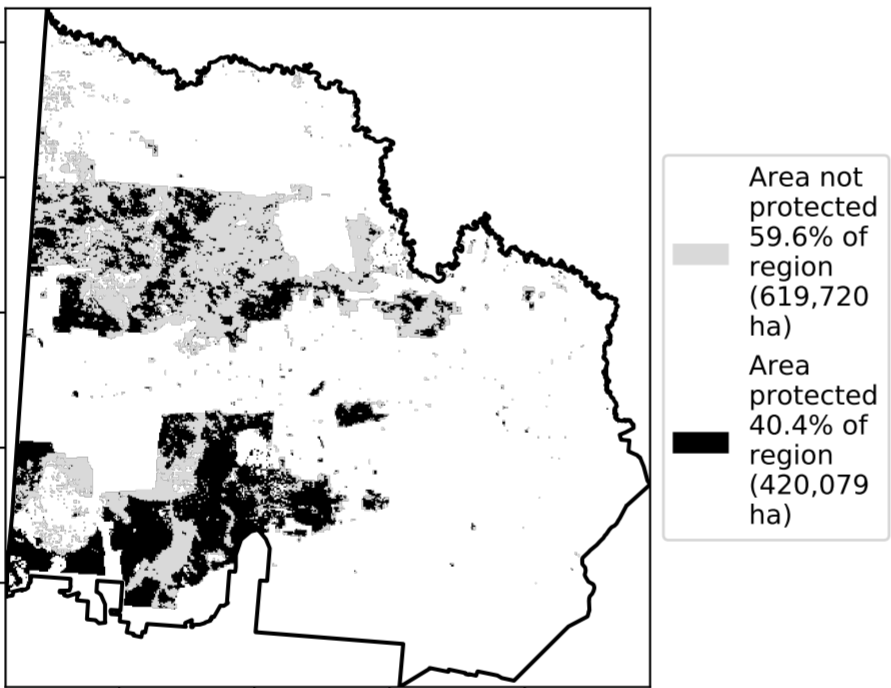 Area not
protected
59.6% of
region
(619,720
ha)
Area
protected
40.4% of
region
(420,079
ha)